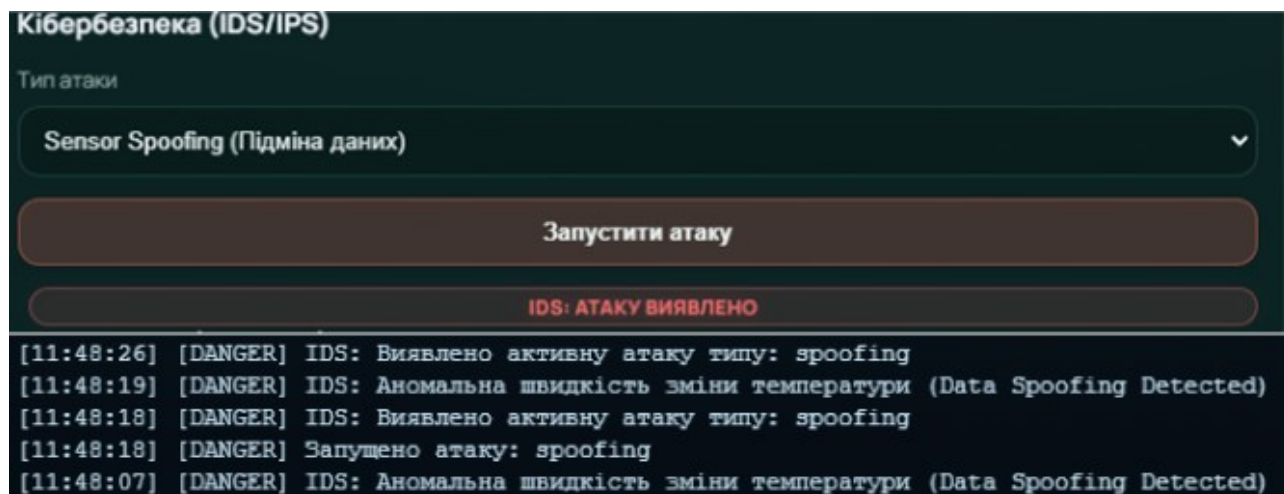 Кібербезпека (IDS/IPS)
Тип атаки
Sensor Spoofing (Підміна даних)
Запустити атаку
IDS: АТАКУ ВИЯВЛЕНО
[11:48:26] [DANGER] IDS: Виявлено активну атаку типу: spoofing
[11:48:19] [DANGER] IDS: Аномальна швидкість зміни температури (Data Spoofing Detected)
[11:48:18] [DANGER] IDS: Виявлено активну атаку типу: spoofing
[11:48:18] [DANGER] Запущено атаку: spoofing
[11:48:07] [DANGER] IDS: Аномальна швидкість зміни температури (Data Spoofing Detected)